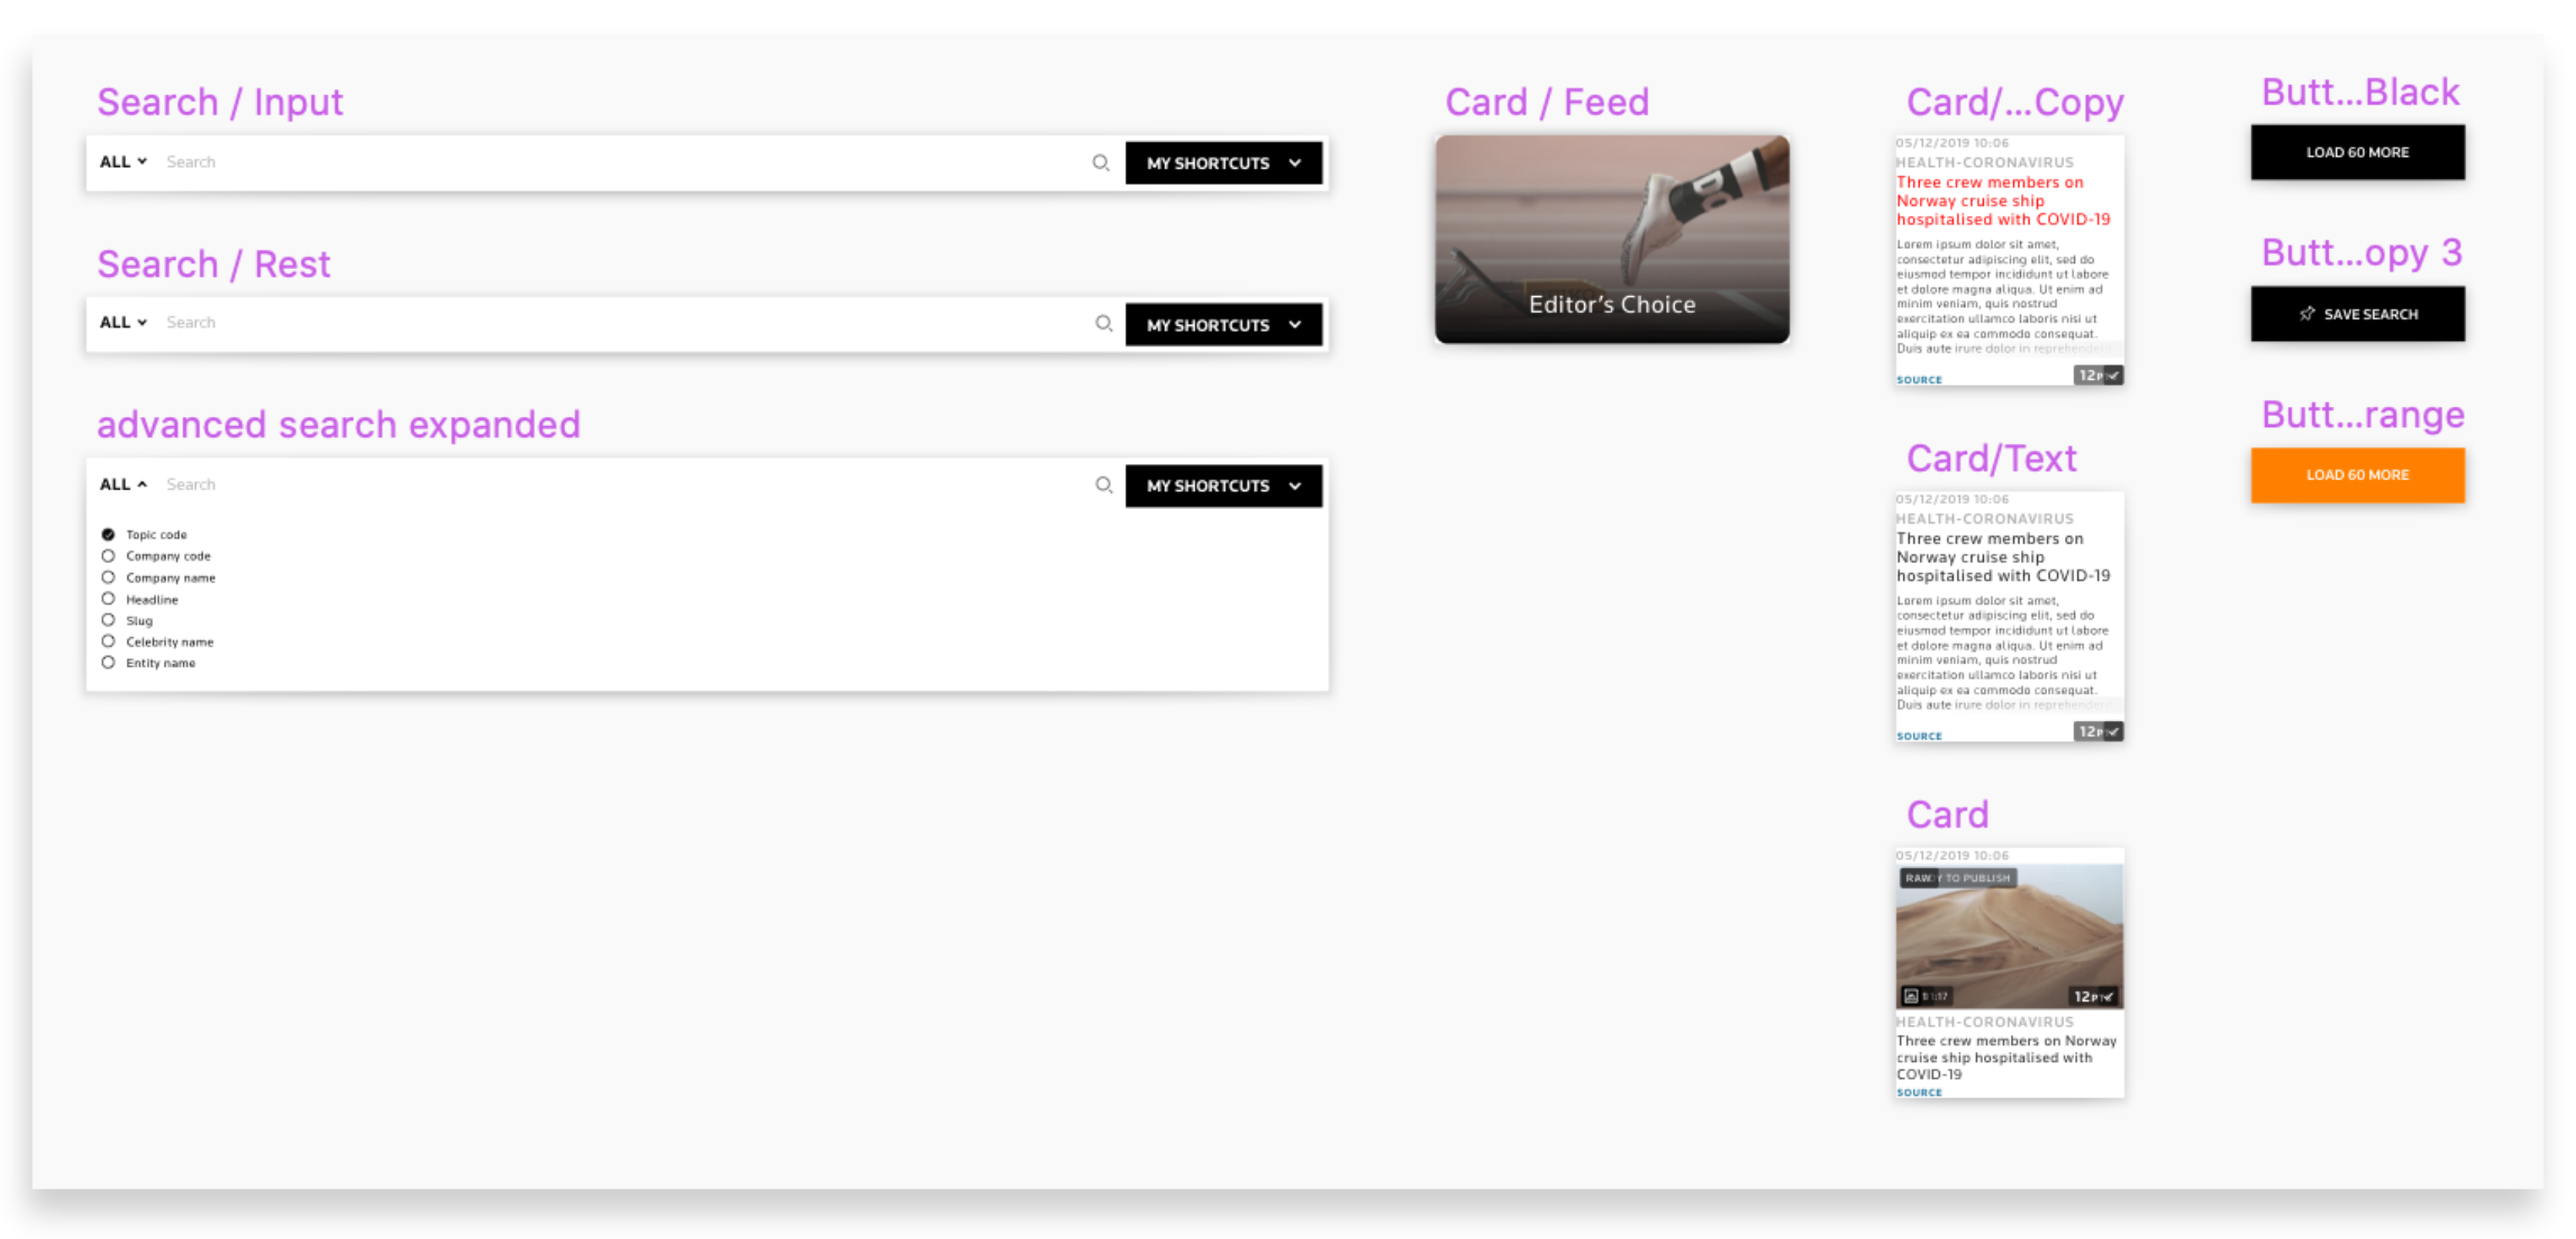 Search / Input
ALL Search MY SHORTCUTS
Search / Rest
ALL Search MY SHORTCUTS
advanced search expanded
ALL Search MY SHORTCUTS
Topic code
Company code
Company name
Headline
Slug
Celebrity name
Entity name
Card / Feed
Editor’s Choice
Card/...Copy
05/12/2019 10:06
HEALTH-CORONAVIRUS
Three crew members on
Norway cruise ship
hospitalised with COVID-19
Lorem ipsum dolor sit amet,
consectetur adipiscing elit, sed do
eiusmod tempor incididunt ut labore
et dolore magna aliqua. Ut enim ad
minim veniam, quis nostrud
exercitation ullamco laboris nisi ut
aliquip ex ea commodo consequat.
Duis aute irure dolor in reprehenderit
SOURCE 12P
Card/Text
05/12/2019 10:06
HEALTH-CORONAVIRUS
Three crew members on
Norway cruise ship
hospitalised with COVID-19
Lorem ipsum dolor sit amet,
consectetur adipiscing elit, sed do
eiusmod tempor incididunt ut labore
et dolore magna aliqua. Ut enim ad
minim veniam, quis nostrud
exercitation ullamco laboris nisi ut
aliquip ex ea commodo consequat.
Duis aute irure dolor in reprehenderit
SOURCE 12P
Card
05/12/2019 10:06
RAW Y TO PUBLISH
12P
HEALTH-CORONAVIRUS
Three crew members on Norway
cruise ship hospitalised with
COVID-19
SOURCE
Butt...Black
LOAD 60 MORE
Butt...opy 3
SAVE SEARCH
Butt...range
LOAD 60 MORE